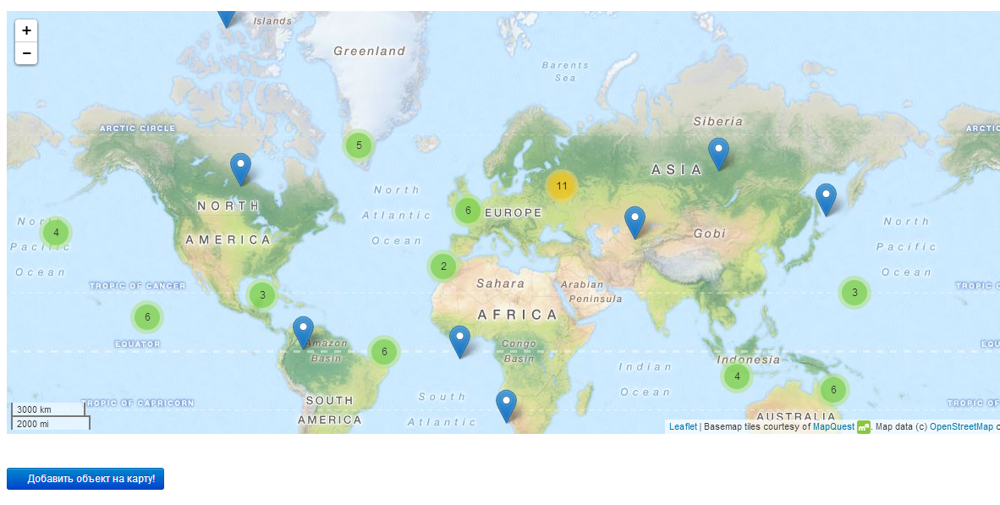 +
−
Islands
Greenland
Barents
Sea
Siberia
ARCTIC CIRCLE
ARCTIC
5
ASIA
11
North
Atlantic
Ocean
6
EUROPE
NORTH
AMERICA
North
Pacific
Ocean
4
Gobi
North
Pacific
Ocean
2
Sahara
Arabian
Peninsula
TROPIC OF CANCER
TROPIC O
3
3
AFRICA
6
EQUATOR
EQU
Amazon
Basin
6
Congo
Basin
Indonesia
Indian
Ocean
4
6
South
Atlantic
SOUTH
AMERICA
AUSTRALIA
TROPIC OF CAPRICORN
TROPIC OF
3000 km
2000 mi
Leaflet | Basemap tiles courtesy of MapQuest mq. Map data (c) OpenStreetMap
Добавить объект на карту!